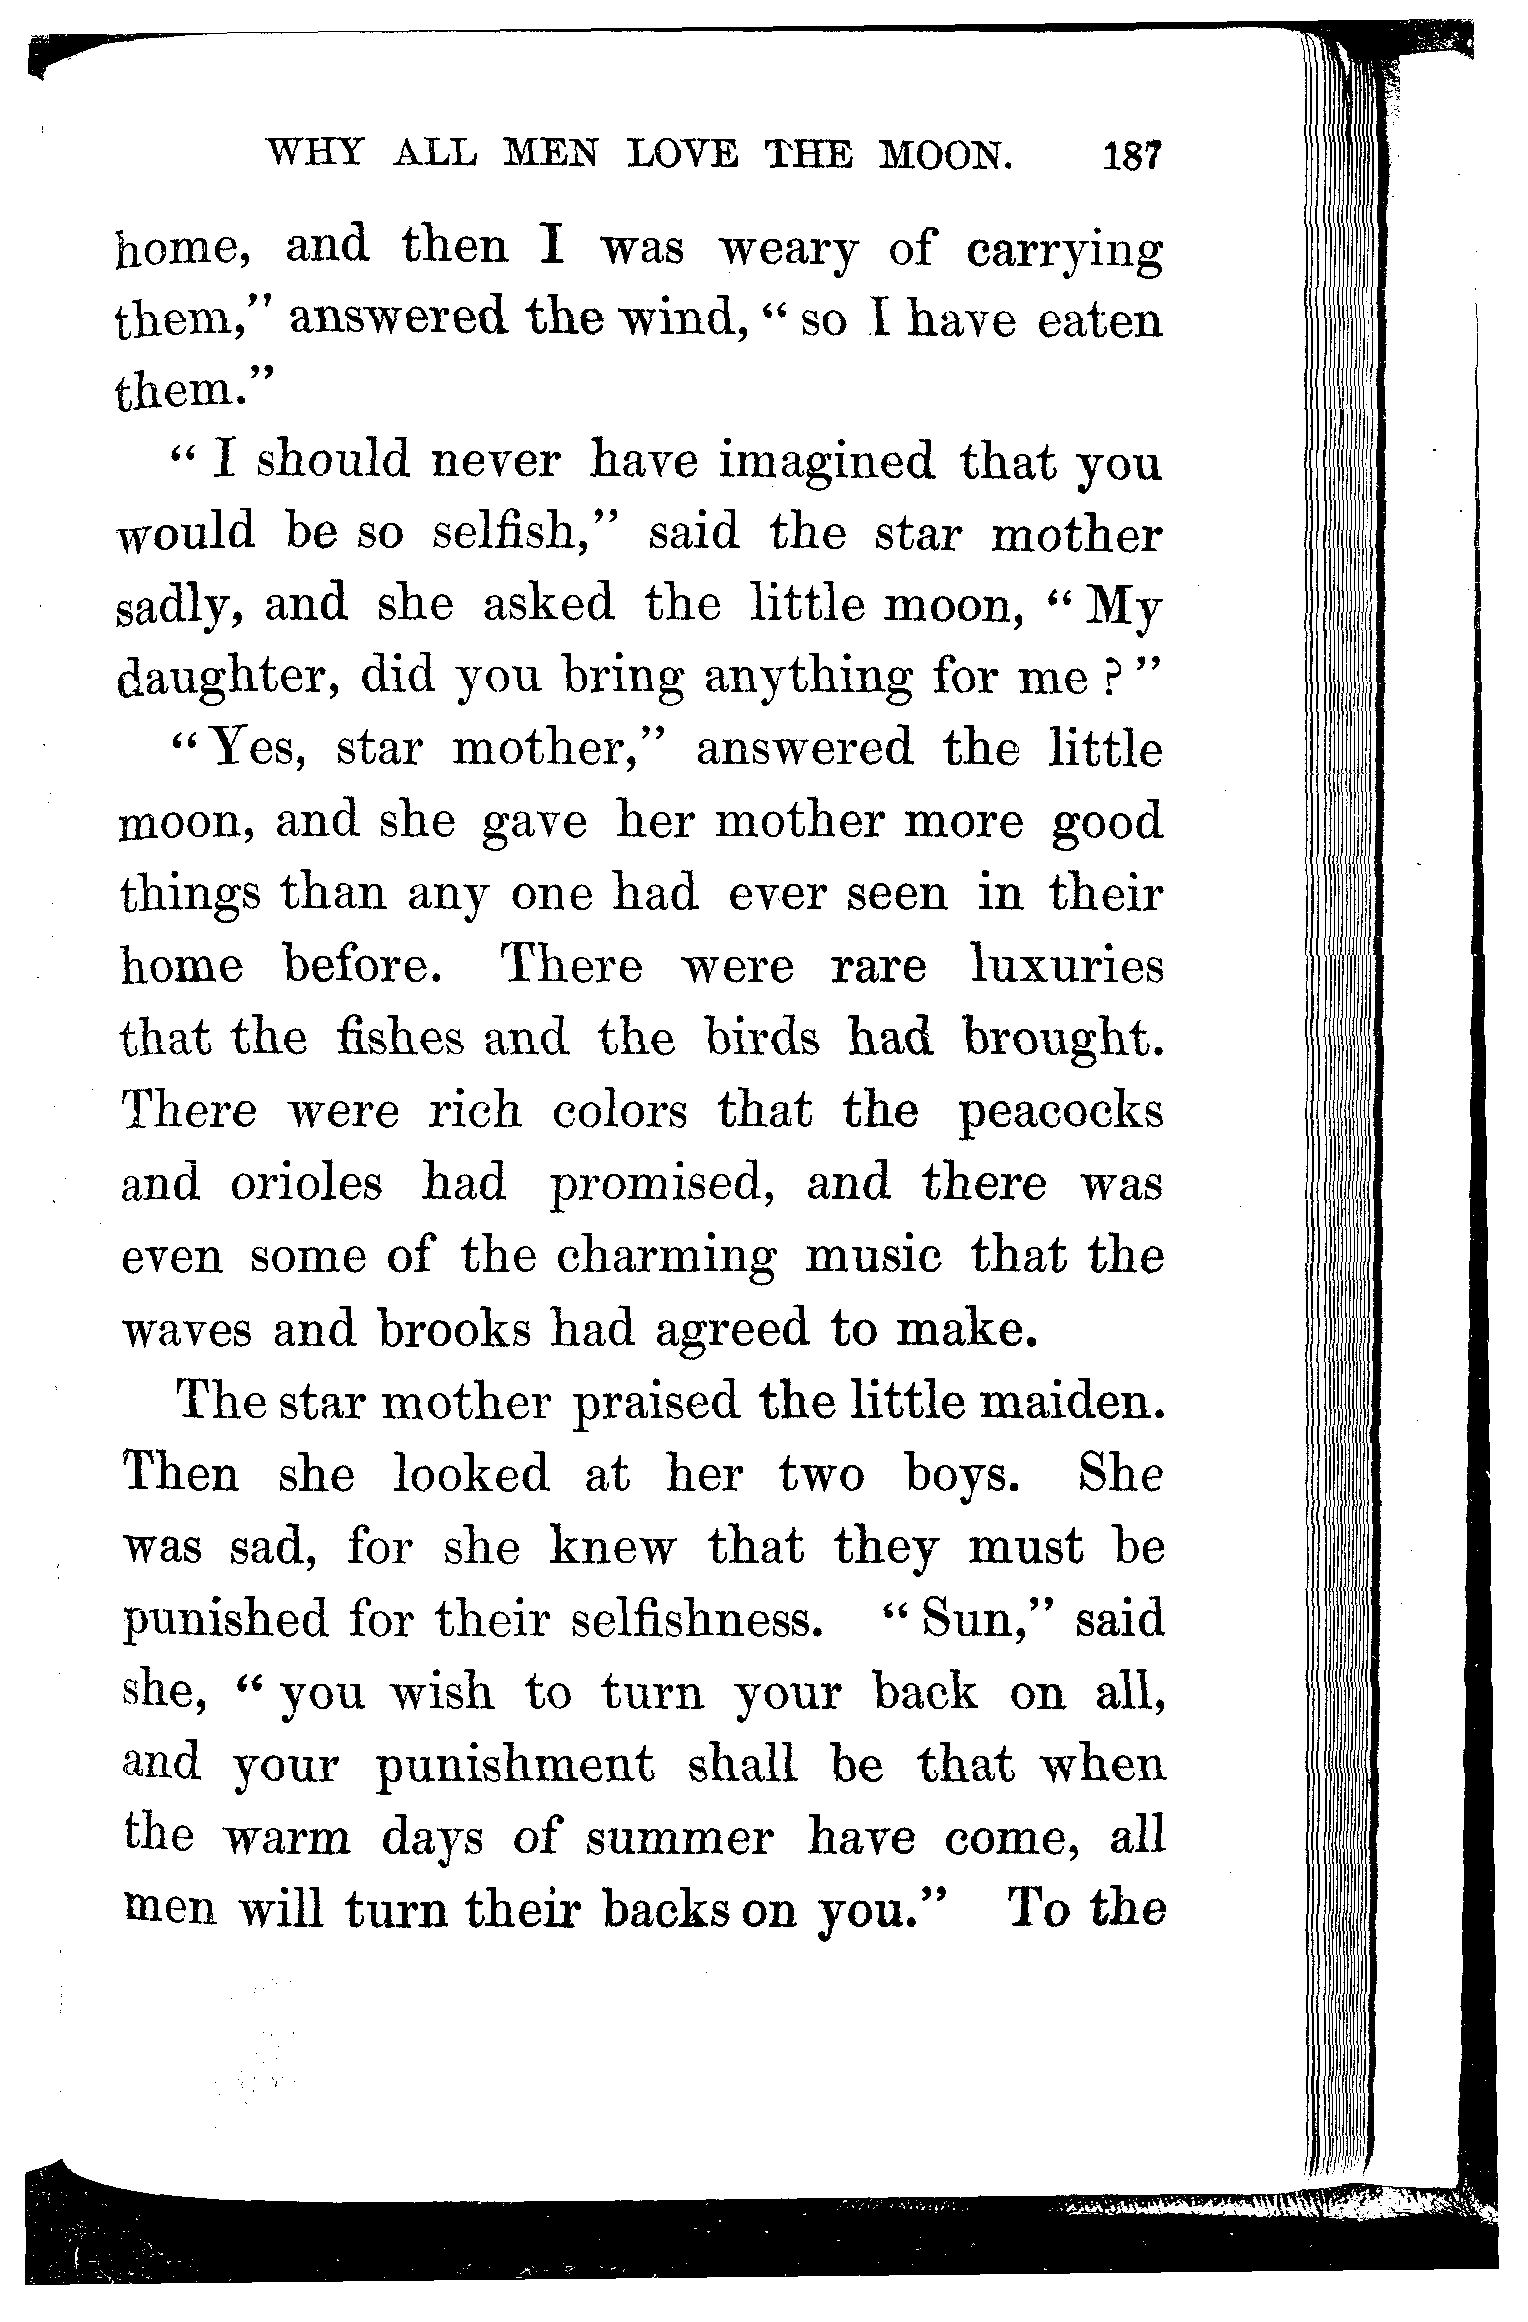 WHY ALL MEN LOVE THE MOON. 187
home, and then I was weary of carrying
them," answered the wind, "so I have eaten
them."
"I should never have imagined that you
would be so selfish," said the star mother
sadly, and she asked the little moon, "My
daughter, did you bring anything for me?"
"Yes, star mother," answered the little
moon, and she gave her mother more good
things than any one had ever seen in their
home before. There were rare luxuries
that the fishes and the birds had brought.
There were rich colors that the peacocks
and orioles had promised, and there was
even some of the charming music that the
waves and brooks had agreed to make.
The star mother praised the little maiden.
Then she looked at her two boys. She
was sad, for she knew that they must be
punished for their selfishness. "Sun," said
she, "you wish to turn your back on all,
and your punishment shall be that when
the warm days of summer have come, all
men will turn their backs on you." To the